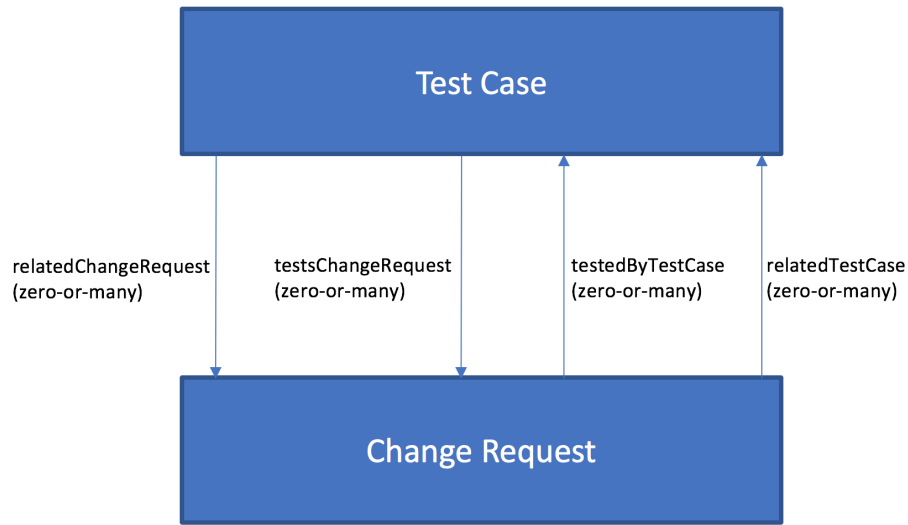 Test Case
relatedChangeRequest
(zero-or-many)
testsChangeRequest
(zero-or-many)
testedByTestCase
(zero-or-many)
relatedTestCase
(zero-or-many)
Change Request